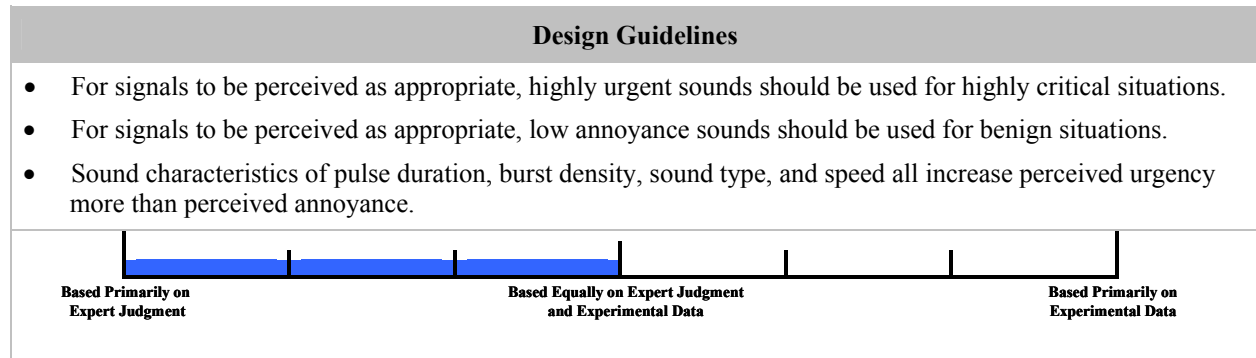 Design Guidelines
• For signals to be perceived as appropriate, highly urgent sounds should be used for highly critical situations.
• For signals to be perceived as appropriate, low annoyance sounds should be used for benign situations.
• Sound characteristics of pulse duration, burst density, sound type, and speed all increase perceived urgency
more than perceived annoyance.
Based Primarily on
Expert Judgment
Based Equally on Expert Judgment
and Experimental Data
Based Primarily on
Experimental Data